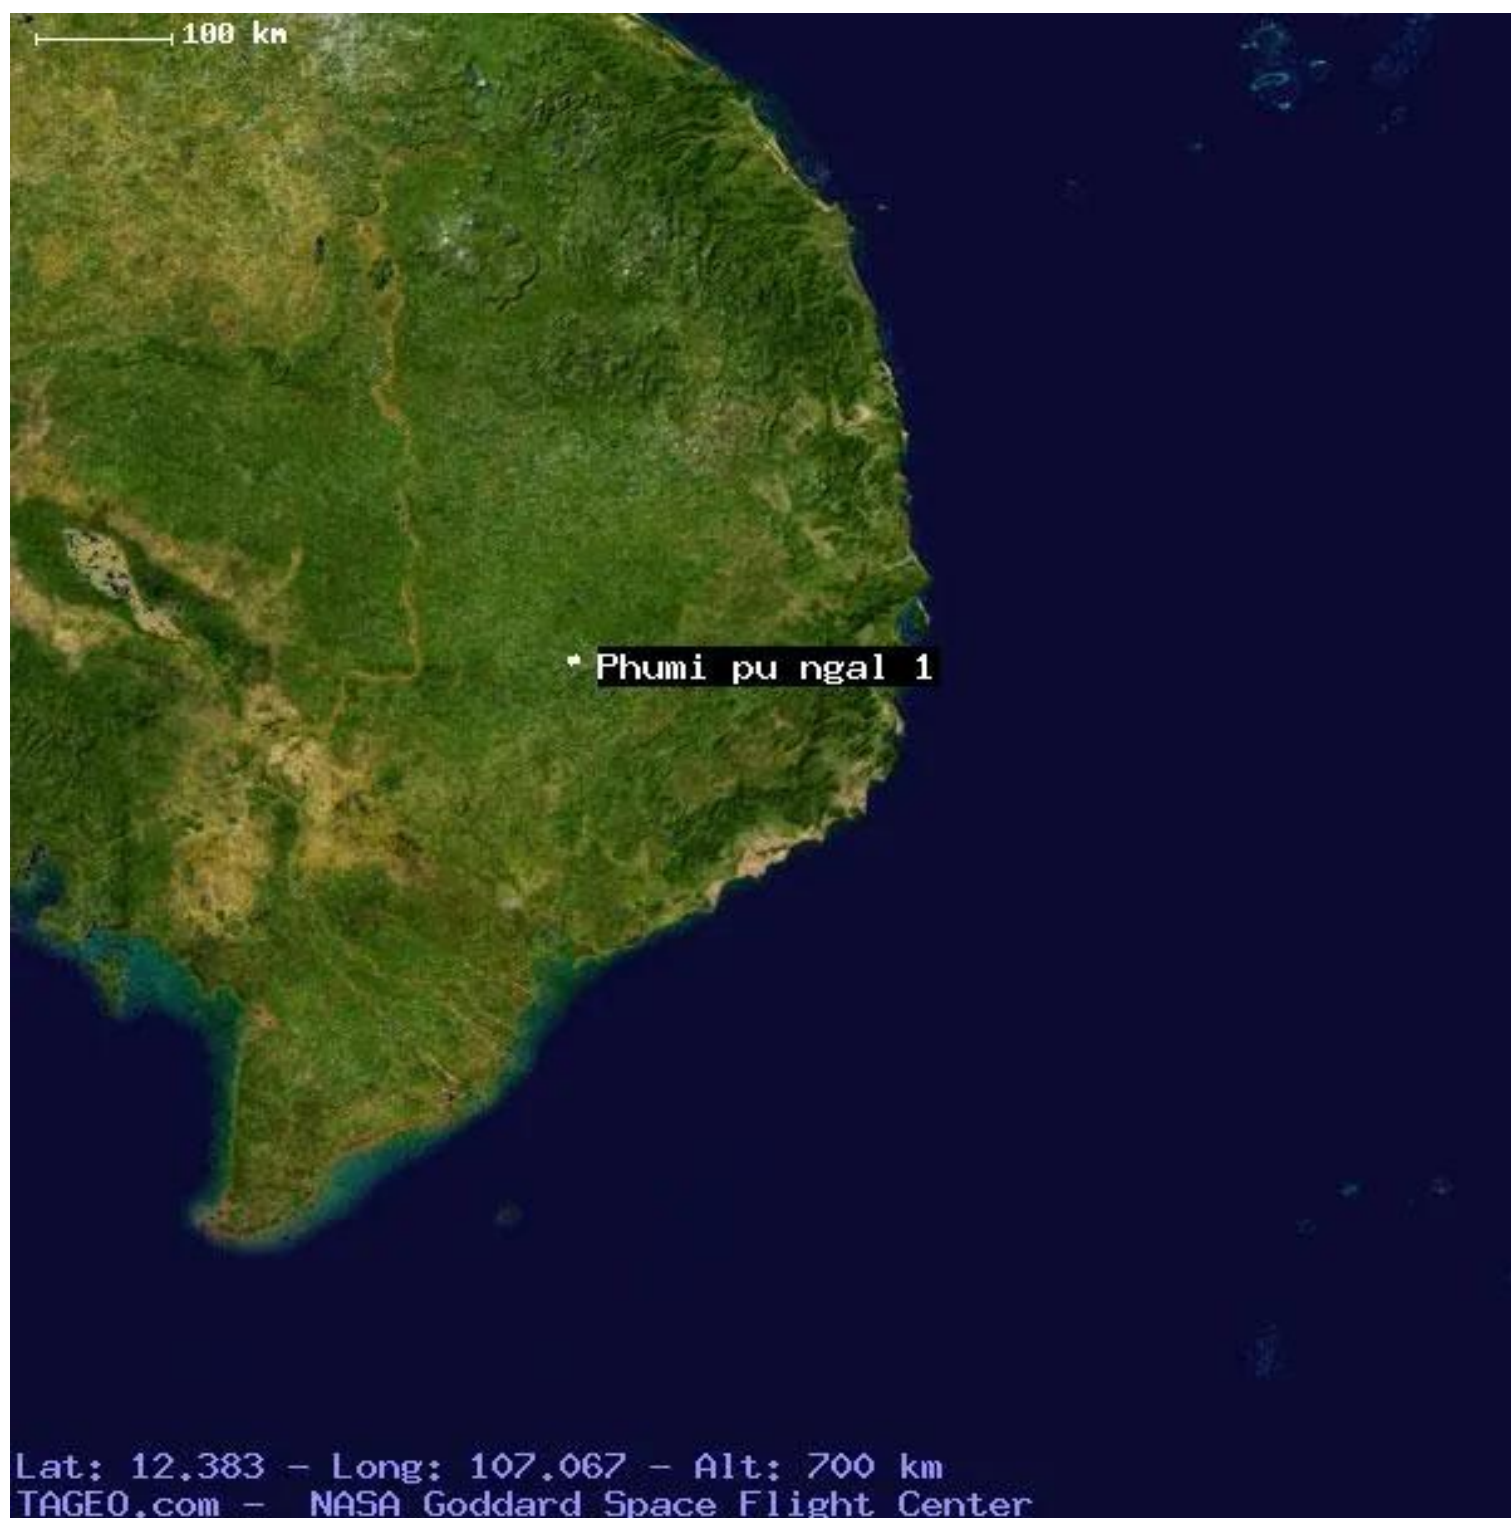 100 km
Phumi pu ngal 1
Lat: 12.383 - Long: 107.067 - Alt: 700 km
TAGEO.com - NASA Goddard Space Flight Center